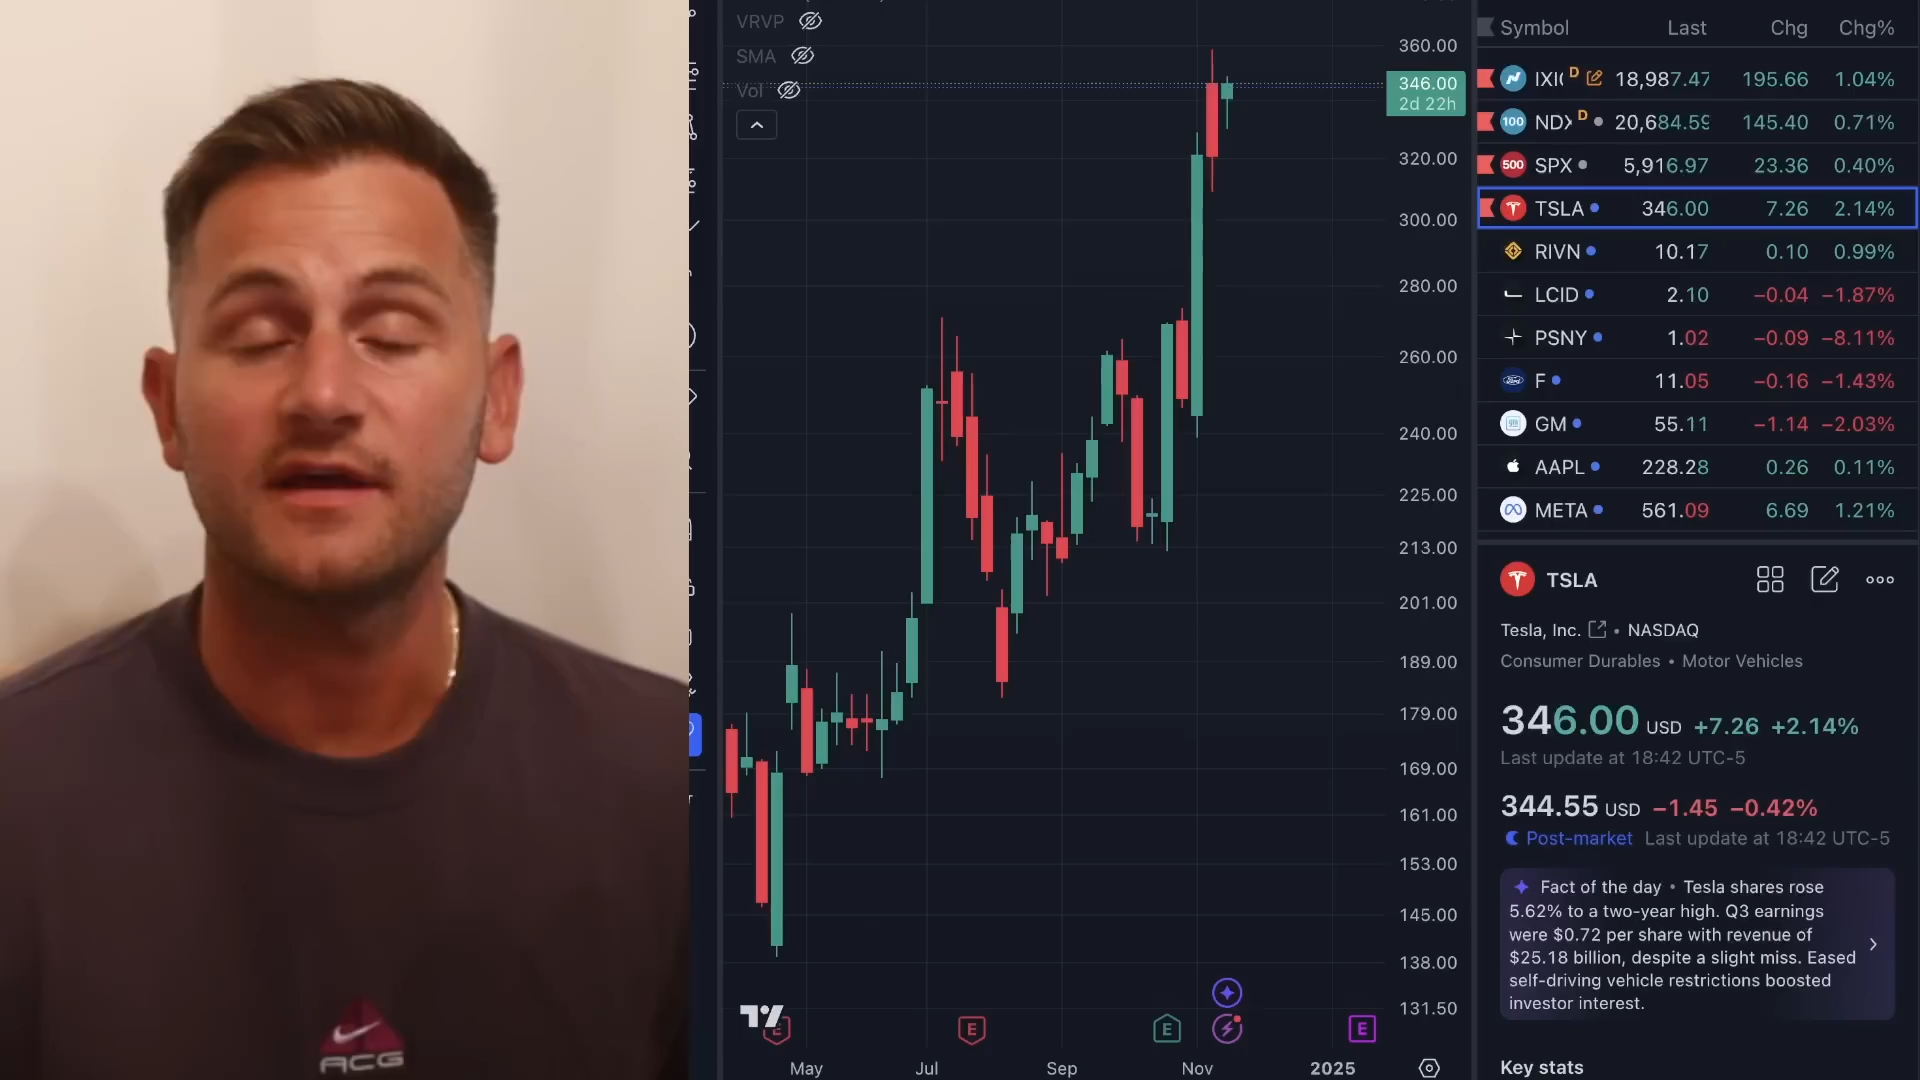 VRVP
SMA
Vol
360.00
346.00
2d 22h
320.00
300.00
280.00
260.00
240.00
225.00
213.00
201.00
189.00
179.00
169.00
161.00
153.00
145.00
138.00
131.50
E
E
E
E
May Jul Sep Nov 2025
Symbol Last Chg Chg%
IXI D 18,987.47 195.66 1.04%
100 NDX D 20,684.59 145.40 0.71%
500 SPX 5,916.97 23.36 0.40%
TSLA 346.00 7.26 2.14%
RIVN 10.17 0.10 0.99%
LCID 2.10 −0.04 −1.87%
PSNY 1.02 −0.09 −8.11%
Ford F 11.05 −0.16 −1.43%
GM 55.11 −1.14 −2.03%
AAPL 228.28 0.26 0.11%
META 561.09 6.69 1.21%
TSLA
Tesla, Inc. • NASDAQ
Consumer Durables • Motor Vehicles
346.00 USD +7.26 +2.14%
Last update at 18:42 UTC-5
344.55 USD −1.45 −0.42%
Post-market Last update at 18:42 UTC-5
Fact of the day • Tesla shares rose
5.62% to a two-year high. Q3 earnings
were $0.72 per share with revenue of
$25.18 billion, despite a slight miss. Eased
self-driving vehicle restrictions boosted
investor interest.
Key stats
ACG